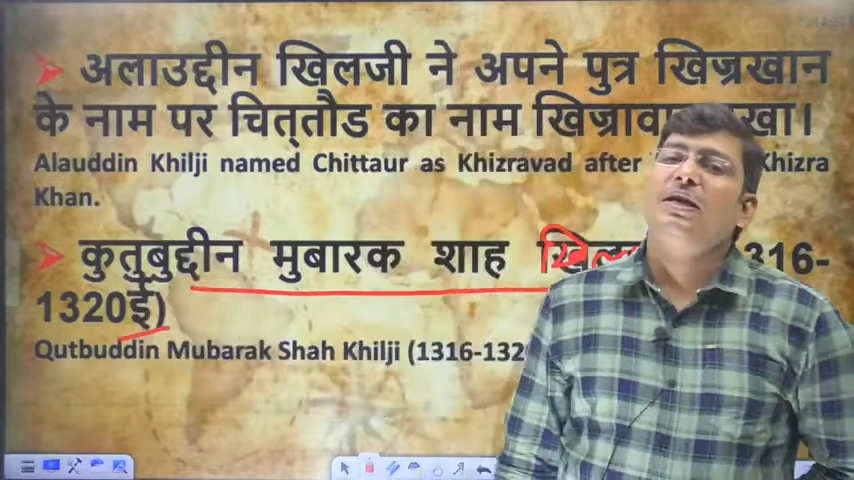 अलाउद्दीन खिलजी ने अपने पुत्र खिज्रखान
के नाम पर चित्तौड का नाम
Alauddin Khilji named Chittaur as Khizravad after Khizra
Khan.
कुतुबुद्दीन मुबारक शाह
1320ई)
Qutbuddin Mubarak Shah Khilji